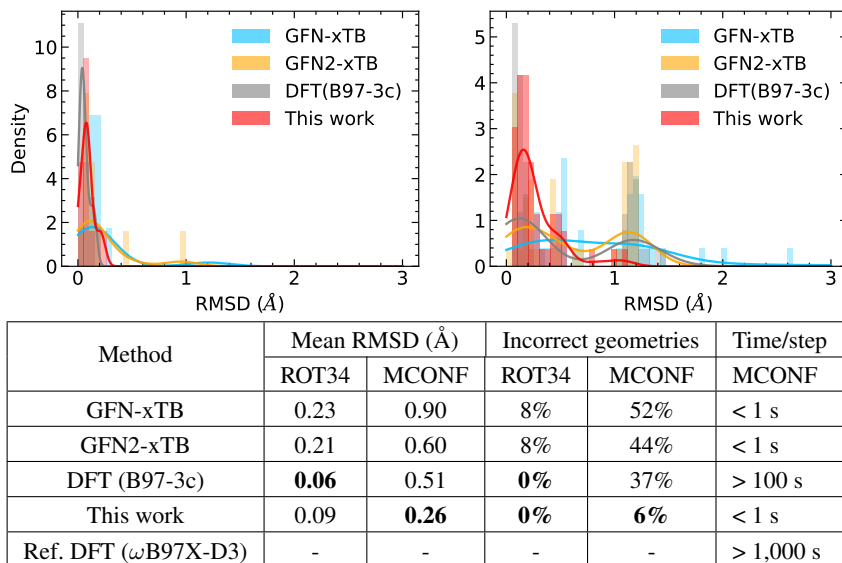 GFN-xTB
GFN2-xTB
DFT(B97-3c)
This work
Density
0 2 4 6 8 10
0 1 2 3
RMSD (Å)
GFN-xTB
GFN2-xTB
DFT(B97-3c)
This work
0 1 2 3 4 5
0 1 2 3
RMSD (Å)
Method Mean RMSD (Å) Incorrect geometries Time/step
ROT34 MCONF ROT34 MCONF MCONF
GFN-xTB 0.23 0.90 8% 52% < 1 s
GFN2-xTB 0.21 0.60 8% 44% < 1 s
DFT (B97-3c) 0.06 0.51 0% 37% > 100 s
This work 0.09 0.26 0% 6% < 1 s
Ref. DFT (ωB97X-D3) - - - - > 1,000 s